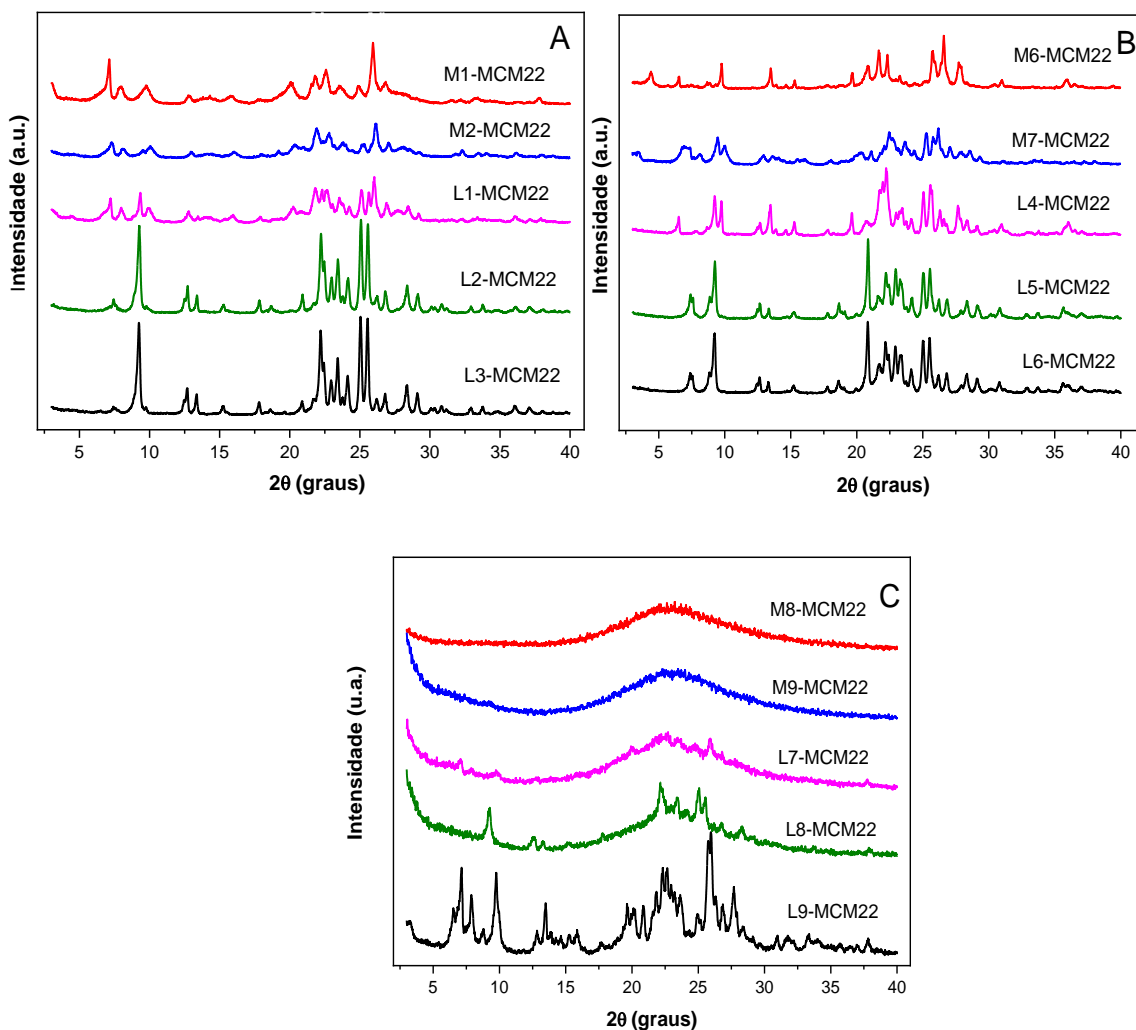 A
M1-MCM22
M2-MCM22
L1-MCM22
L2-MCM22
L3-MCM22
Intensidade (a.u.)
5 10 15 20 25 30 35 40
2θ (graus)
B
M6-MCM22
M7-MCM22
L4-MCM22
L5-MCM22
L6-MCM22
Intensidade (a.u.)
5 10 15 20 25 30 35 40
2θ (graus)
C
M8-MCM22
M9-MCM22
L7-MCM22
L8-MCM22
L9-MCM22
Intensidade (u.a.)
5 10 15 20 25 30 35 40
2θ (graus)